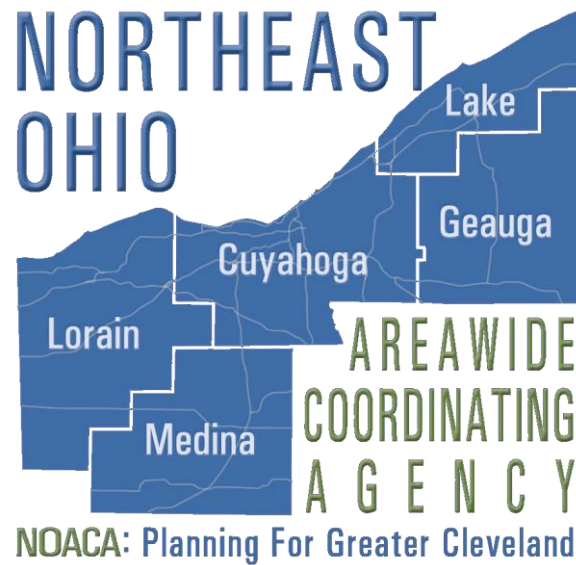 NORTHEAST
OHIO
Lake
Geauga
Cuyahoga
Lorain
Medina
AREAWIDE
COORDINATING
AGENCY
NOACA: Planning For Greater Cleveland